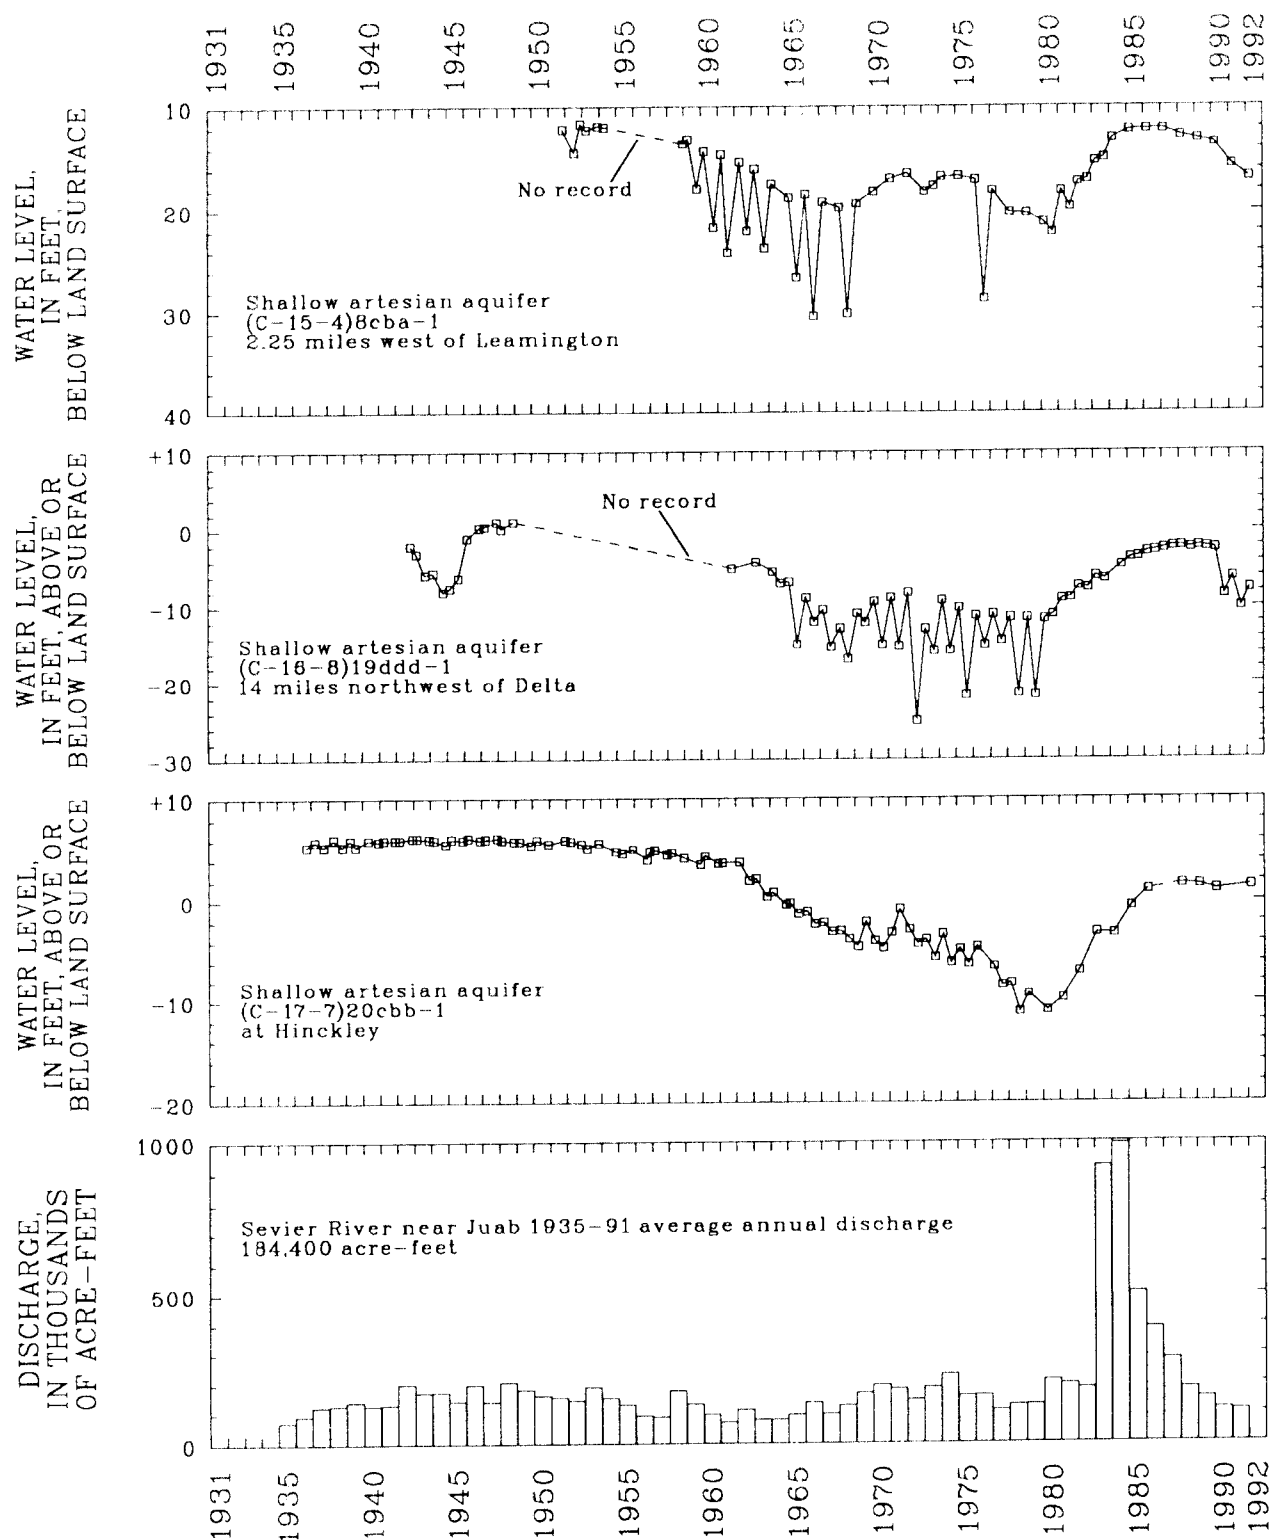 1931 1935 1940 1945 1950 1955 1960 1965 1970 1975 1980 1985 1990 1992
WATER LEVEL,
IN FEET,
BELOW LAND SURFACE
10
20
30
40
No record
Shallow artesian aquifer
(C-15-4)8cba-1
2.25 miles west of Leamington
WATER LEVEL,
IN FEET, ABOVE OR
BELOW LAND SURFACE
+10
0
-10
-20
-30
No record
Shallow artesian aquifer
(C-16-8)19ddd-1
14 miles northwest of Delta
WATER LEVEL,
IN FEET, ABOVE OR
BELOW LAND SURFACE
+10
0
-10
-20
Shallow artesian aquifer
(C-17-7)20cbb-1
at Hinckley
DISCHARGE,
IN THOUSANDS
OF ACRE-FEET
1000
500
0
Sevier River near Juab 1935-91 average annual discharge
184,400 acre-feet
1931 1935 1940 1945 1950 1955 1960 1965 1970 1975 1980 1985 1990 1992